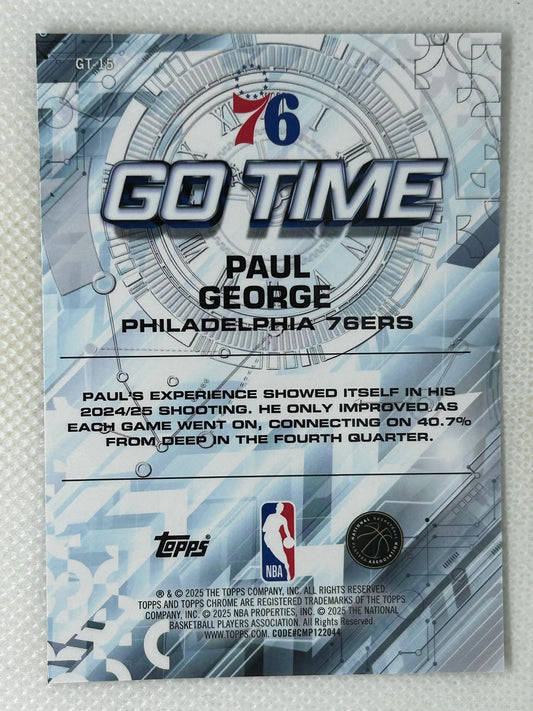 GT-15
76
GO TIME
PAUL
GEORGE
PHILADELPHIA 76ERS
PAUL'S EXPERIENCE SHOWED ITSELF IN HIS
2024/25 SHOOTING. HE ONLY IMPROVED AS
EACH GAME WENT ON, CONNECTING ON 40.7%
FROM DEEP IN THE FOURTH QUARTER.
Topps
NBA
NATIONAL BASKETBALL PLAYERS ASSOCIATION
® & © 2025 THE TOPPS COMPANY, INC. ALL RIGHTS RESERVED.
TOPPS AND TOPPS CHROME ARE REGISTERED TRADEMARKS OF THE TOPPS
COMPANY, INC. © 2025 NBA PROPERTIES, INC. © 2025 THE NATIONAL
BASKETBALL PLAYERS ASSOCIATION. All Rights Reserved.
WWW.TOPPS.COM. CODE#CMP122044